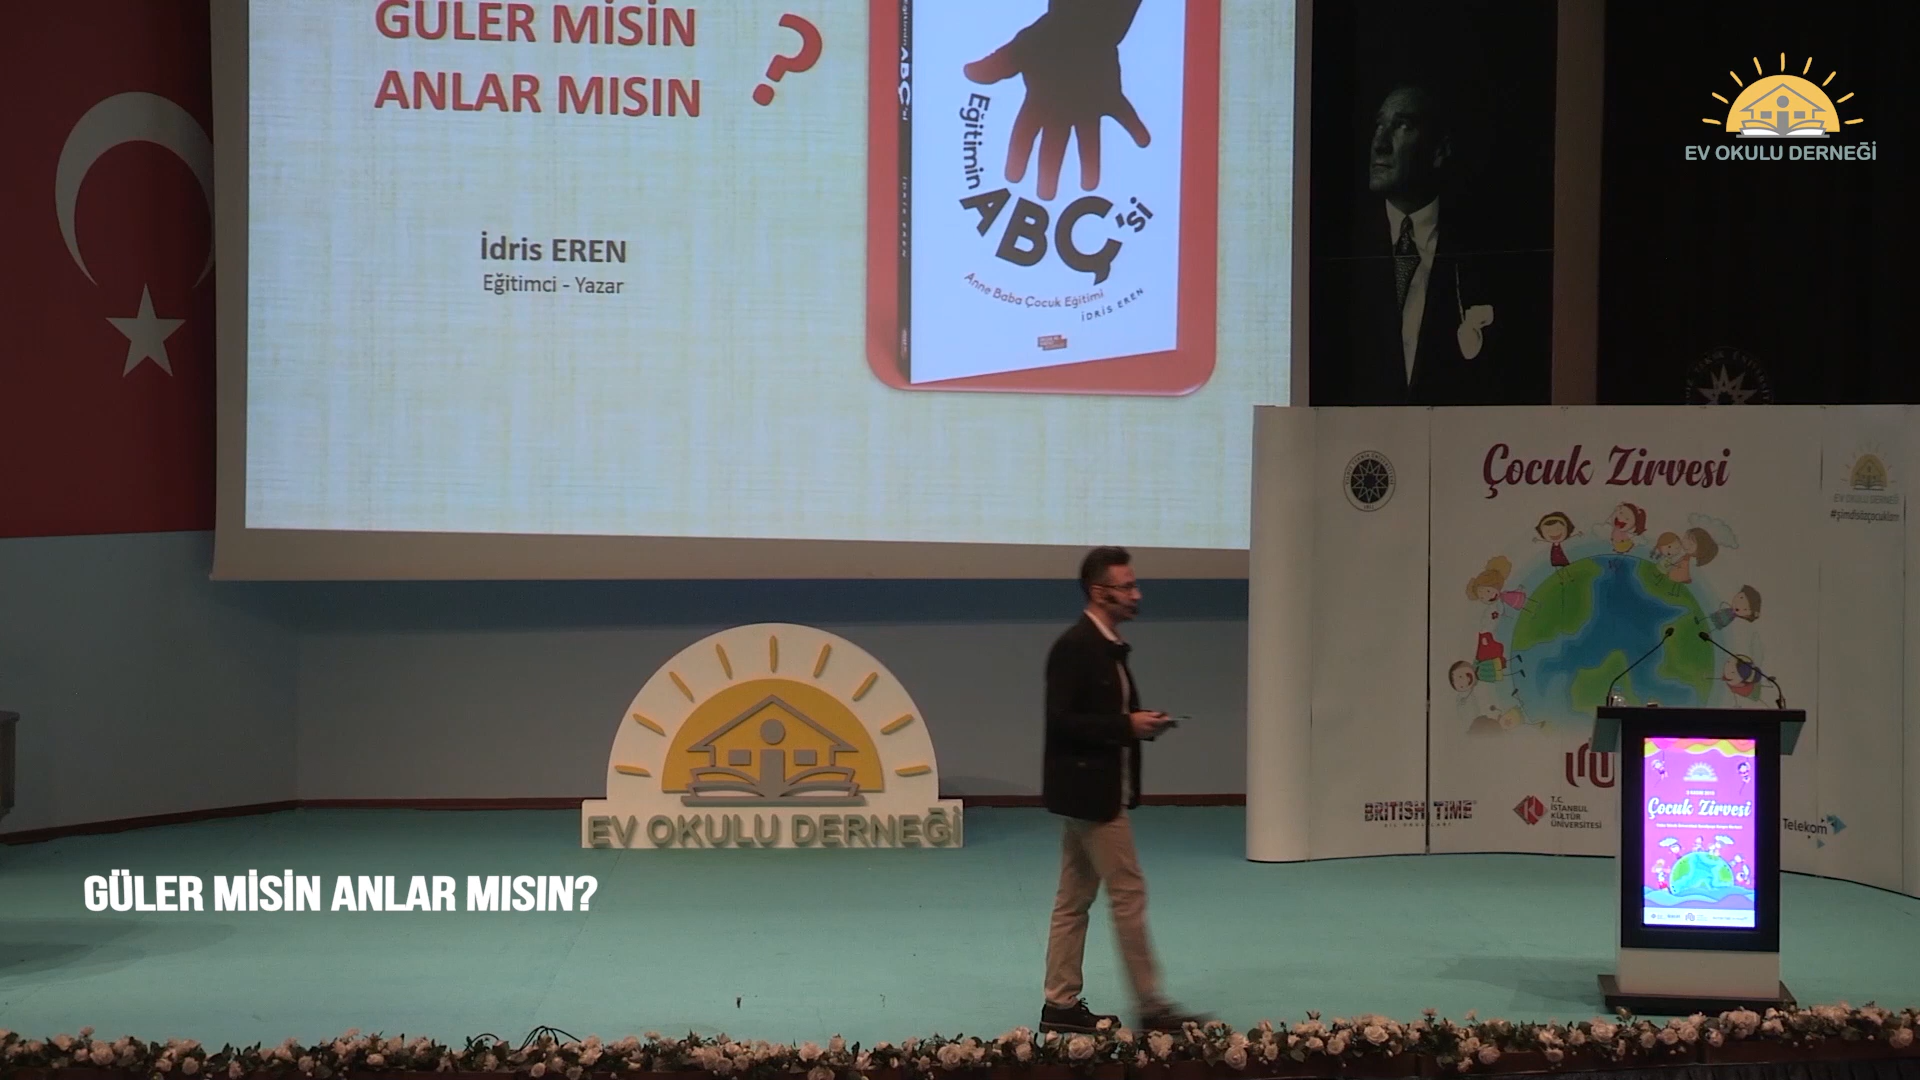 GÜLER MİSİN
ANLAR MISIN
?
İdris EREN
Eğitimci - Yazar
Eğitimin
ABÇ'si
Anne Baba Çocuk Eğitimi
İDRİS EREN
İDRİS EREN
EV OKULU DERNEĞİ
Çocuk Zirvesi
EV OKULU DERNEĞİ
BRITISH TIME
T.C.
İSTANBUL
KÜLTÜR
ÜNİVERSİTESİ
Telekom
Çocuk Zirvesi
EV OKULU DERNEĞİ
GÜLER MİSİN ANLAR MISIN?